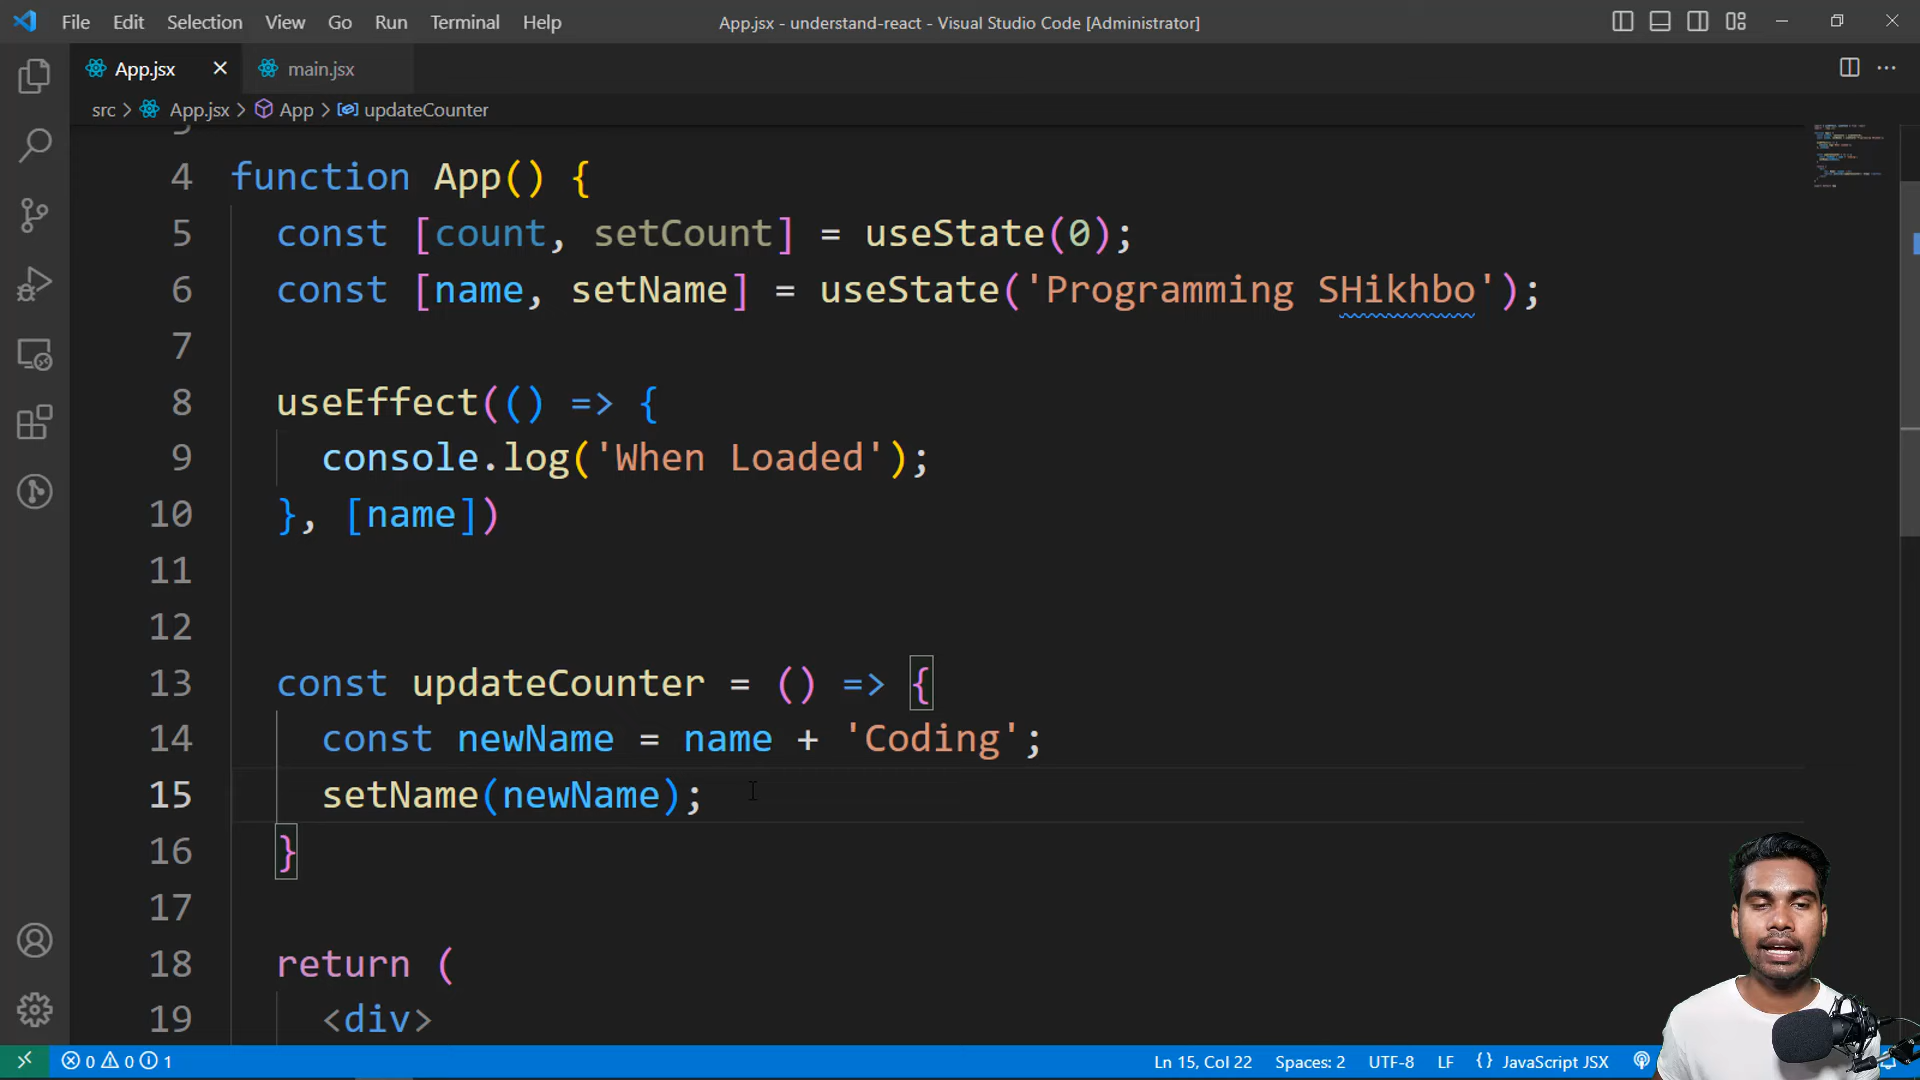 File Edit Selection View Go Run Terminal Help
App.jsx - understand-react - Visual Studio Code [Administrator]
App.jsx main.jsx
src > App.jsx > App > updateCounter
3
4 function App() {
5 const [count, setCount] = useState(0);
6 const [name, setName] = useState('Programming SHikhbo');
7
8 useEffect(() => {
9 console.log('When Loaded');
10 }, [name])
11
12
13 const updateCounter = () => {
14 const newName = name + 'Coding';
15 setName(newName);
16 }
17
18 return (
19 <div>
0 0 1 Ln 15, Col 22 Spaces: 2 UTF-8 LF {} JavaScript JSX